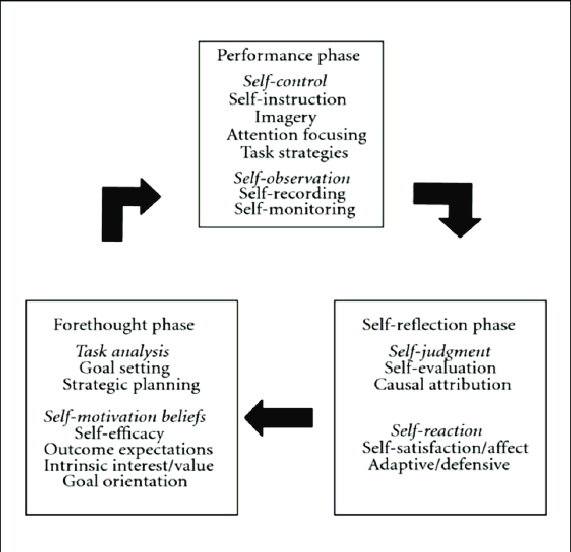 Performance phase
Self-control
Self-instruction
Imagery
Attention focusing
Task strategies
Self-observation
Self-recording
Self-monitoring
Forethought phase
Task analysis
Goal setting
Strategic planning
Self-motivation beliefs
Self-efficacy
Outcome expectations
Intrinsic interest/value
Goal orientation
Self-reflection phase
Self-judgment
Self-evaluation
Causal attribution
Self-reaction
Self-satisfaction/affect
Adaptive/defensive